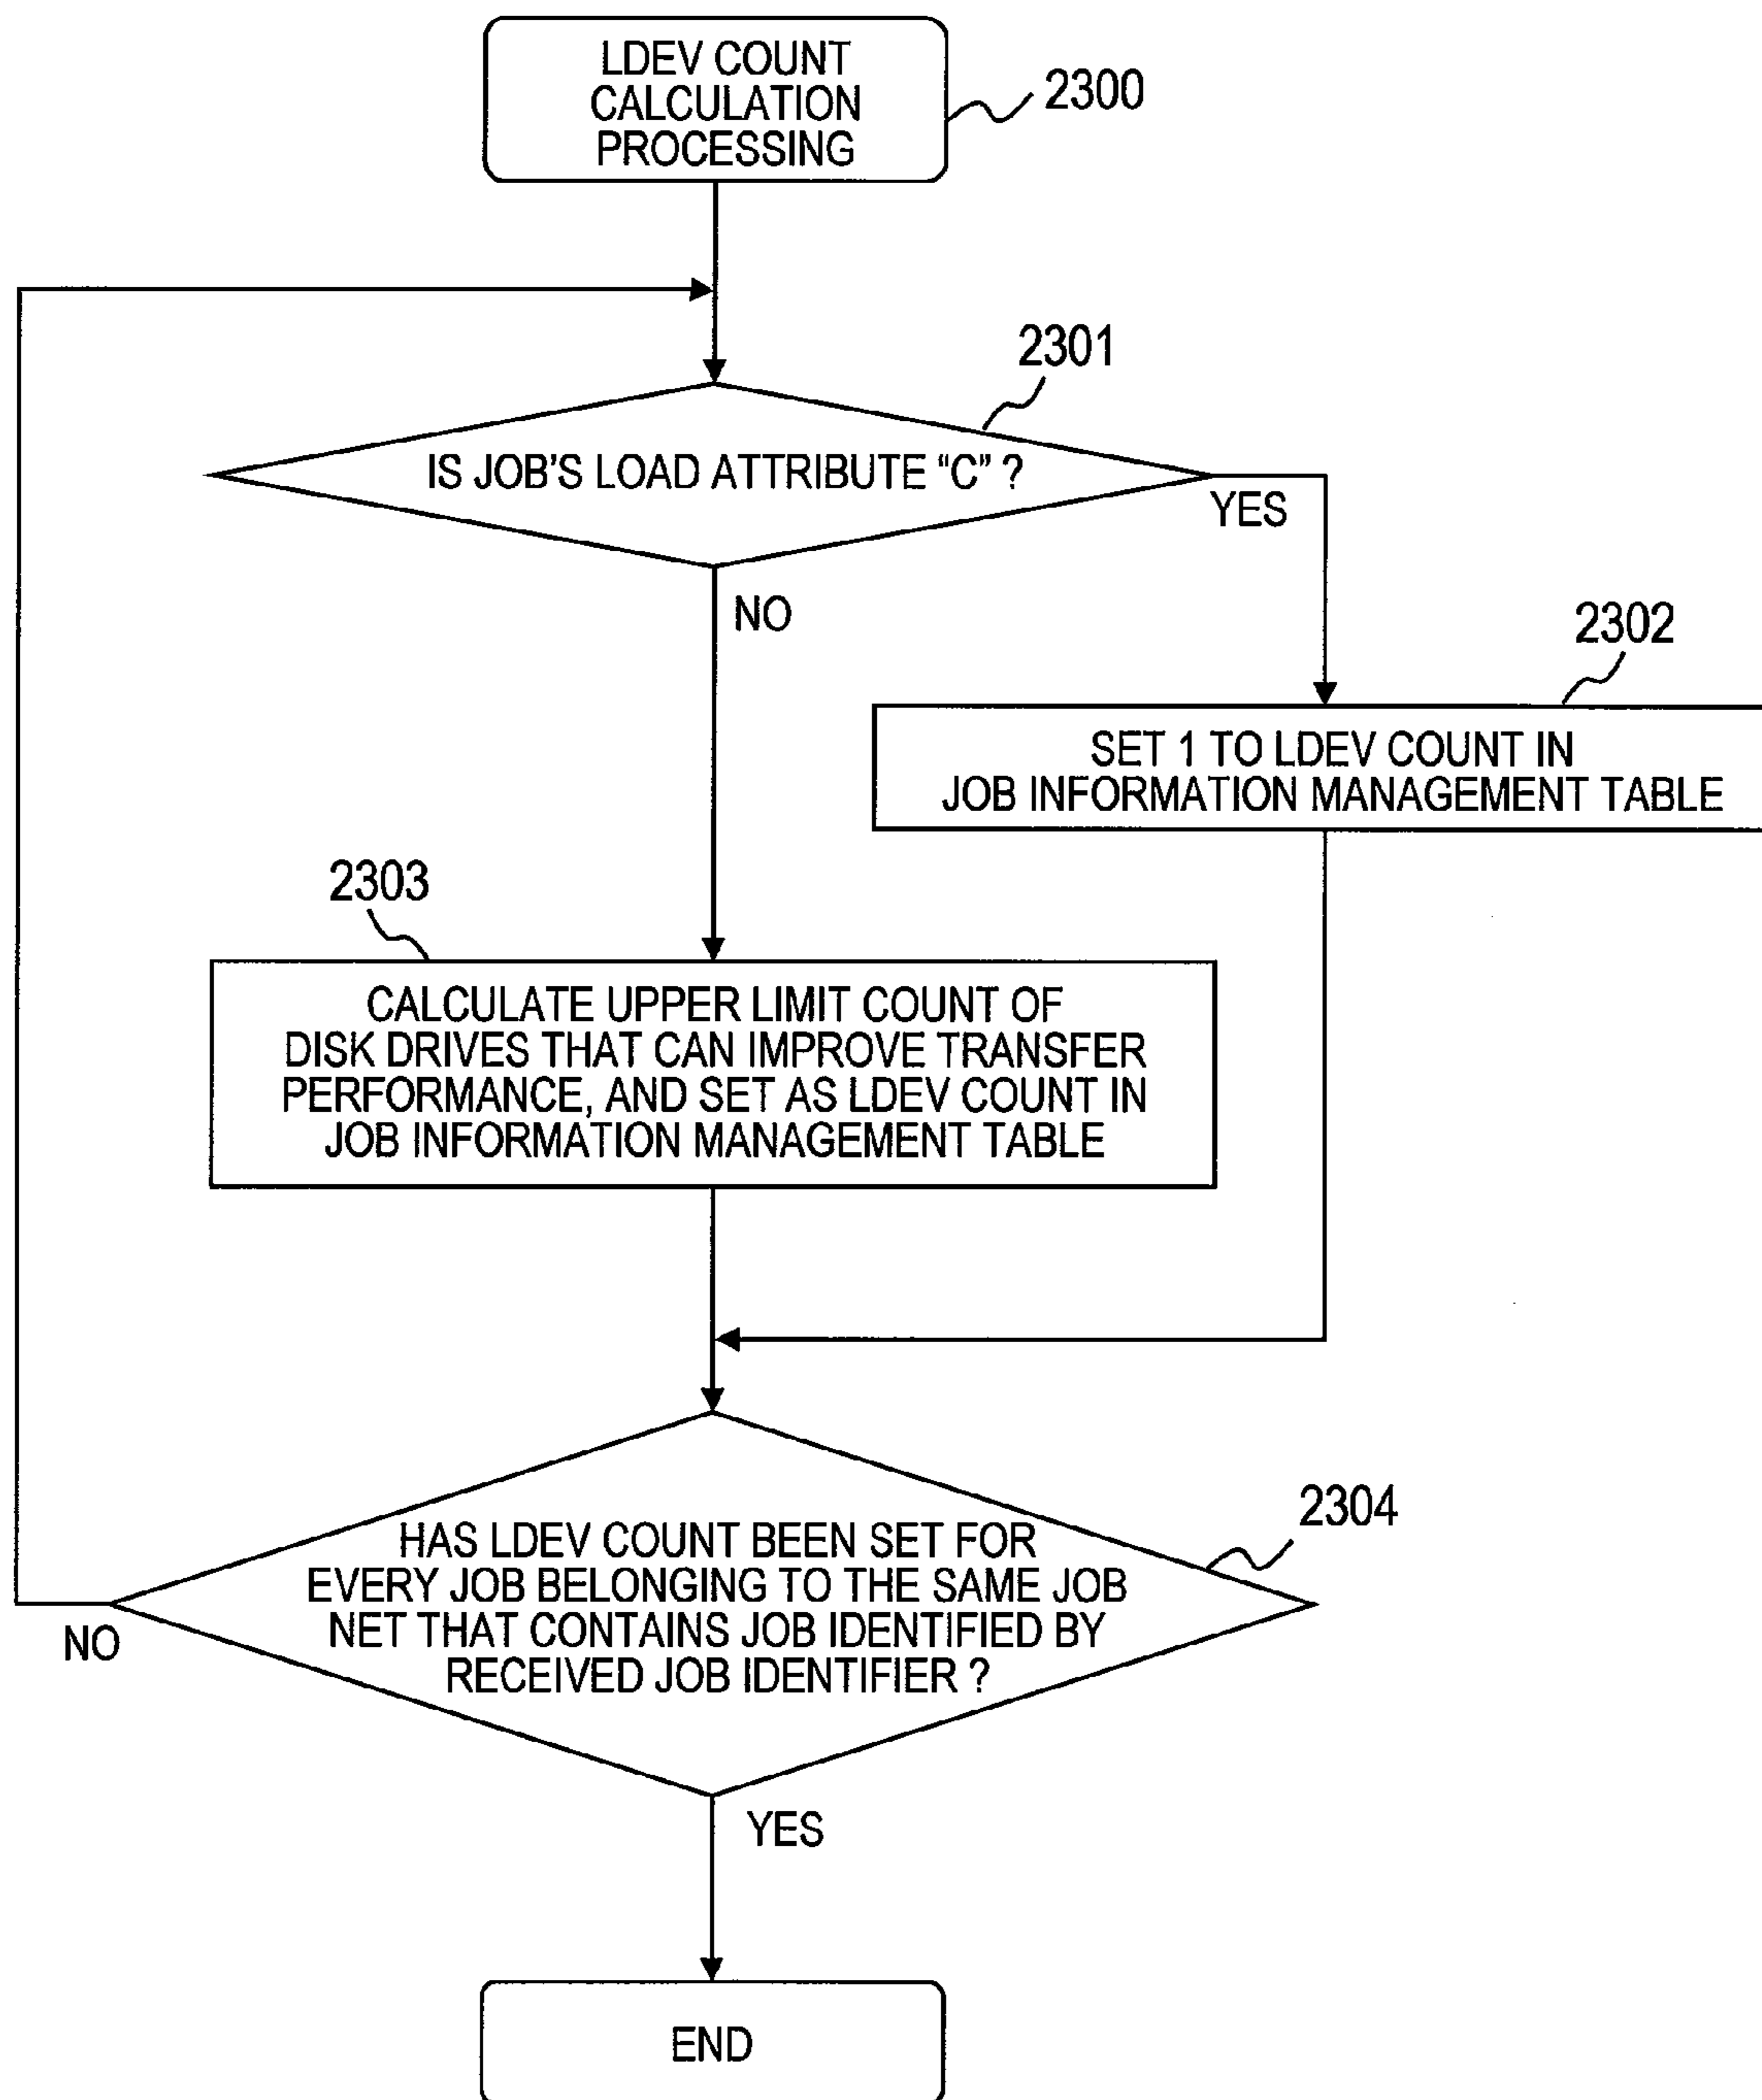 LDEV COUNT
CALCULATION
PROCESSING
2300
2301
IS JOB'S LOAD ATTRIBUTE “C” ?
YES
NO
2302
SET 1 TO LDEV COUNT IN
JOB INFORMATION MANAGEMENT TABLE
2303
CALCULATE UPPER LIMIT COUNT OF
DISK DRIVES THAT CAN IMPROVE TRANSFER
PERFORMANCE, AND SET AS LDEV COUNT IN
JOB INFORMATION MANAGEMENT TABLE
2304
HAS LDEV COUNT BEEN SET FOR
EVERY JOB BELONGING TO THE SAME JOB
NET THAT CONTAINS JOB IDENTIFIED BY
RECEIVED JOB IDENTIFIER ?
NO
YES
END